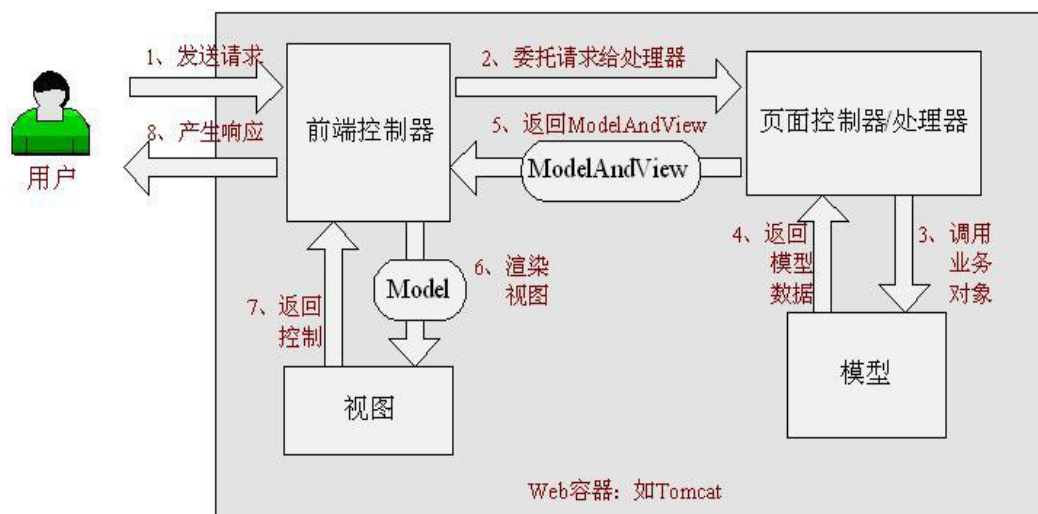 1、发送请求
2、委托请求给处理器
前端控制器
页面控制器/处理器
8、产生响应
5、返回ModelAndView
ModelAndView
用户
4、返回
模型
数据
3、调用
业务
对象
6、渲染
视图
Model
7、返回
控制
视图
模型
Web容器：如Tomcat